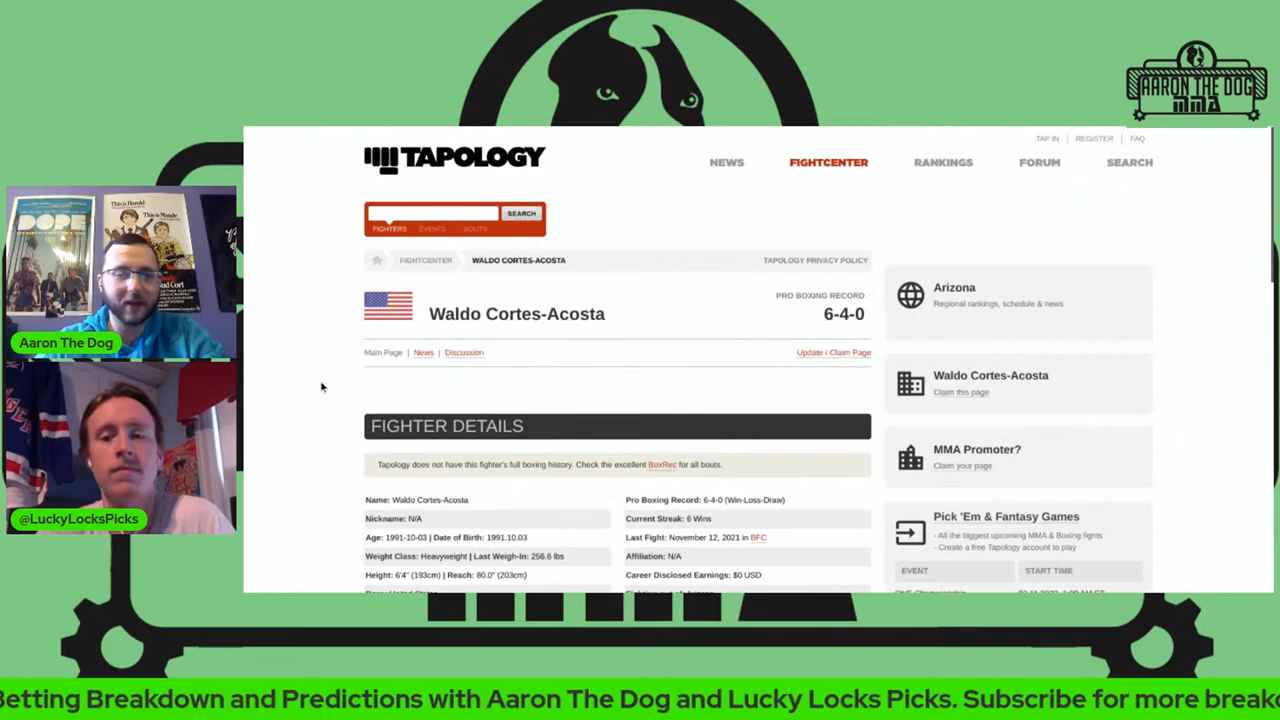 AARON THE DOG
MMA
TAPOLOGY
TAP IN | REGISTER | FAQ
NEWS FIGHTCENTER RANKINGS FORUM SEARCH
SEARCH
FIGHTERS EVENTS BOUTS
FIGHTCENTER WALDO CORTES-ACOSTA TAPOLOGY PRIVACY POLICY
Waldo Cortes-Acosta
PRO BOXING RECORD
6-4-0
Main Page | News | Discussion Update / Claim Page
FIGHTER DETAILS
Tapology does not have this fighter's full boxing history. Check the excellent BoxRec for all bouts.
Name: Waldo Cortes-Acosta
Pro Boxing Record: 6-4-0 (Win-Loss-Draw)
Nickname: N/A
Current Streak: 6 Wins
Age: 1991-10-03 | Date of Birth: 1991.10.03
Last Fight: November 12, 2021 in BFC
Weight Class: Heavyweight | Last Weigh-In: 256.6 lbs
Affiliation: N/A
Height: 6'4" (193cm) | Reach: 80.0" (203cm)
Career Disclosed Earnings: $0 USD
Arizona
Regional rankings, schedule & news
Waldo Cortes-Acosta
Claim this page
MMA Promoter?
Claim your page
Pick 'Em & Fantasy Games
- All the biggest upcoming MMA & Boxing fights
- Create a free Tapology account to play
EVENT START TIME
DOPE
This is Harold
This is Maude
Aaron The Dog
@LuckyLocksPicks
Betting Breakdown and Predictions with Aaron The Dog and Lucky Locks Picks. Subscribe for more